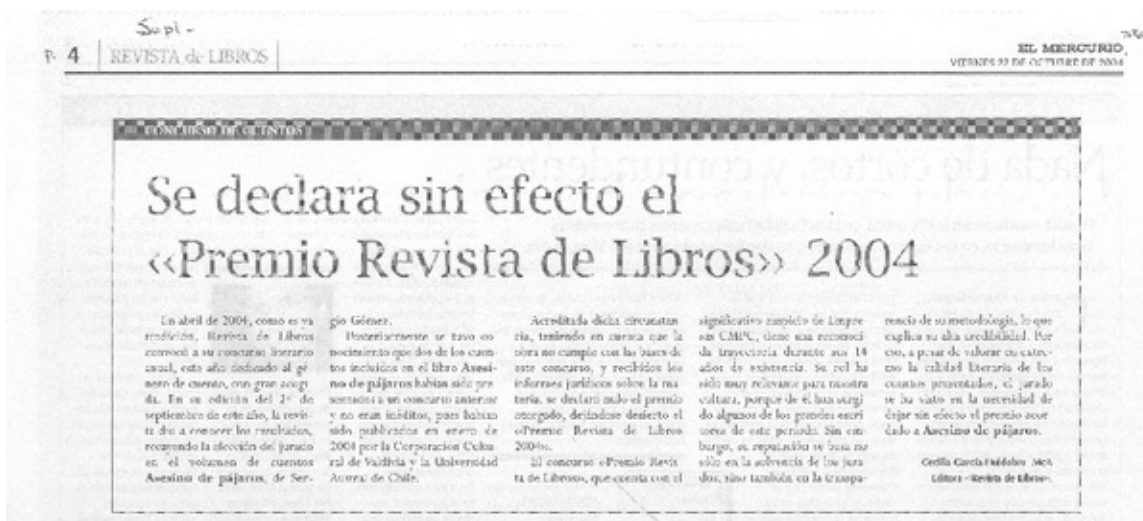 Supl-
P. 4 REVISTA de LIBROS
EL MERCURIO
VIERNES 22 DE OCTUBRE DE 2004
CONCURSO DE CUENTOS
Se declara sin efecto el
«Premio Revista de Libros» 2004
En abril de 2004, como es ya
tradición, Revista de Libros
convocó a su concurso literario
anual, esta año dedicado al gé-
nero de cuento, con gran acogi-
da. En su edición del 2º de
septiembre de este año, la revis-
ta dio a conocer los resultados,
recayendo la elección del jurado
en el volumen de cuentos
Asesino de pájaros, de Ser-
gio Gómez.
Posteriormente se tuvo co-
nocimiento que dos de los cuen-
tos incluidos en el libro Asesi-
no de pájaros habían sido pre-
sentados a un concurso anterior
y no eran inéditos, pues habían
sido publicados en enero de
2004 por la Corporación Cultu-
ral de Valdivia y la Universidad
Austral de Chile.
Acreditada dicha circunstan-
cia, teniendo en cuenta que la
obra no cumple con las bases de
este concurso, y recibidos los
informes jurídicos sobre la ma-
teria, se declaró nulo el premio
otorgado, dejándose desierto el
«Premio Revista de Libros
2004».
El concurso «Premio Revis-
ta de Libros», que cuenta con el
significativo auspicio de Empre-
sas CMPC, tiene una reconoci-
da trayectoria durante sus 14
años de existencia. Su rol ha
sido muy relevante para nuestra
cultura, porque de él han surgi-
do algunos de los grandes escri-
tores de este período. Sin em-
bargo, su reputación se basa no
sólo en la solvencia de los jura-
dos, sino también en la transpa-
rencia de su metodología, lo que
explica su alta credibilidad. Por
eso, a pesar de valorar en extre-
mo la calidad literaria de los
cuentos presentados, el jurado
se ha visto en la necesidad de
dejar sin efecto el premio acor-
dado a Asesino de pájaros.
Cecilia García-Huidobro McA
Editora «Revista de Libros».